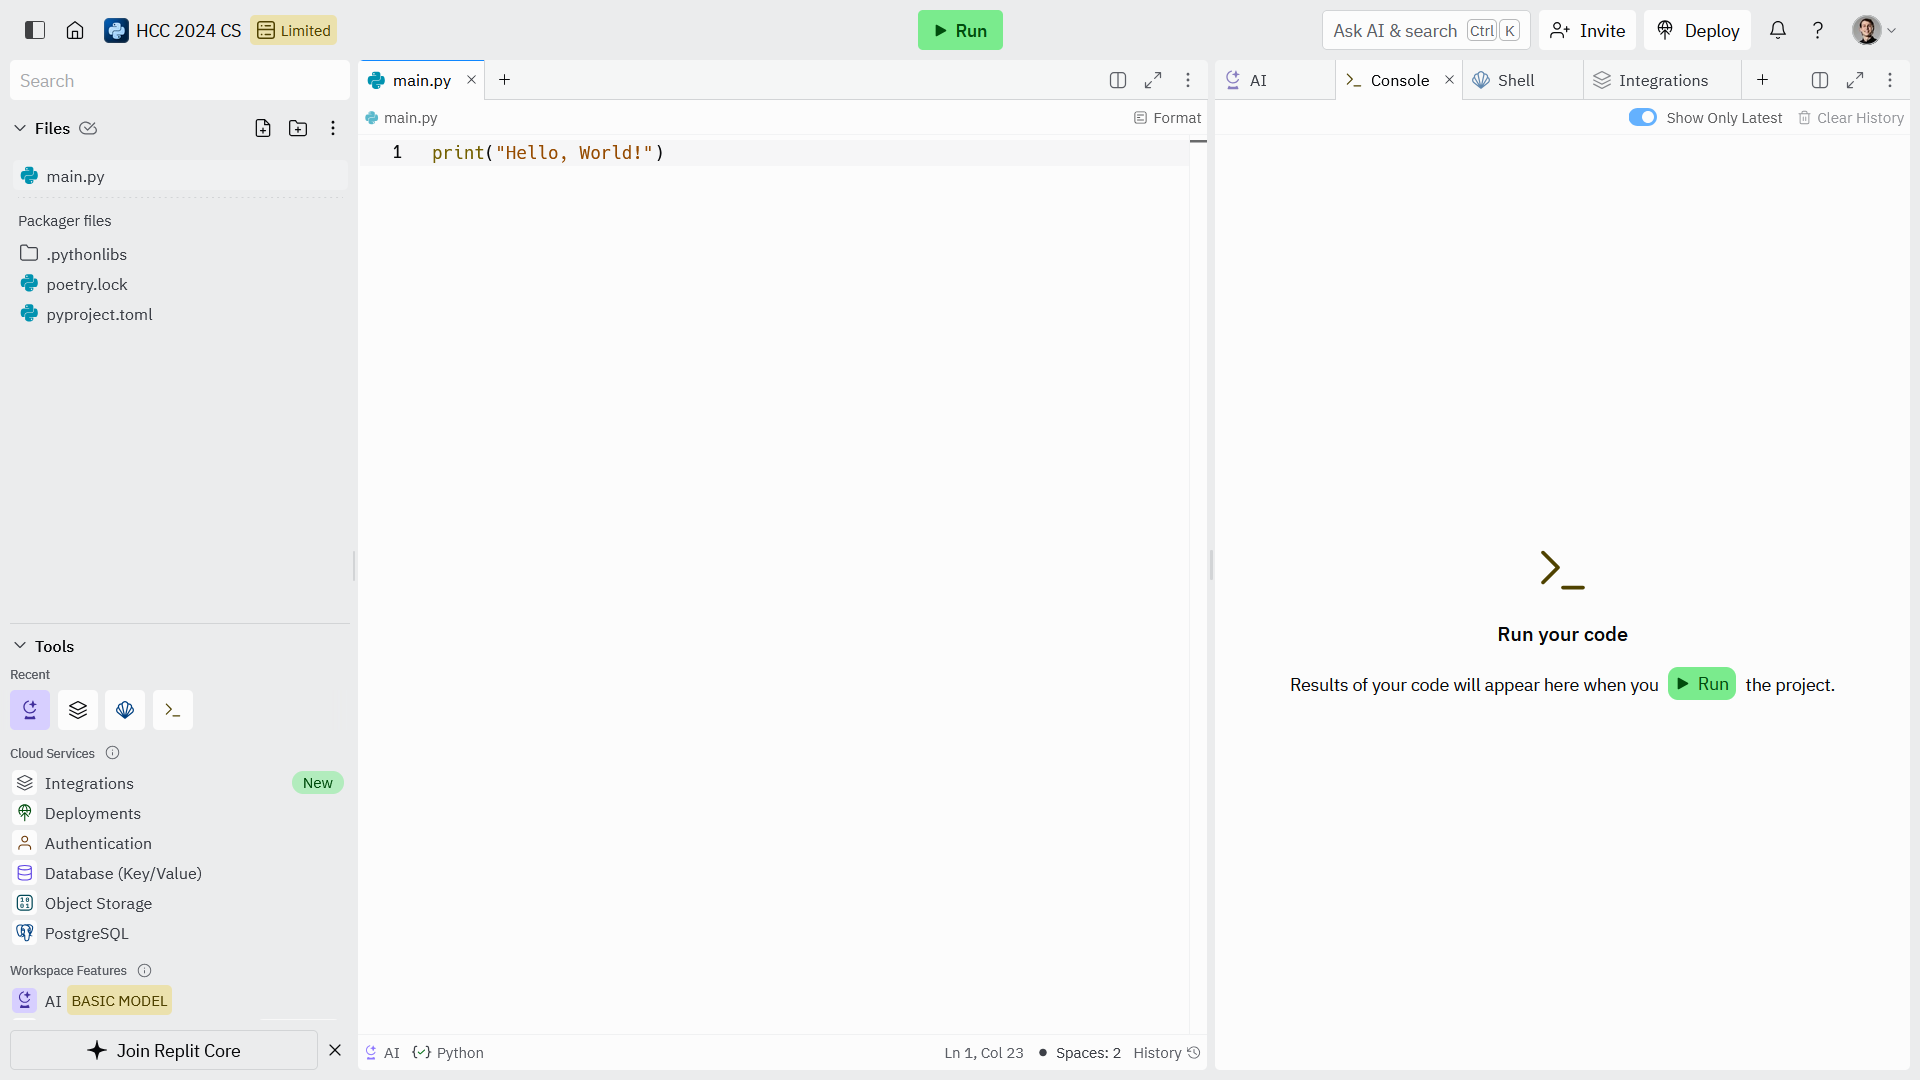 HCC 2024 CS
Limited
Run
Ask AI & search Ctrl K
Invite
Deploy
Search
Files
main.py
Packager files
.pythonlibs
poetry.lock
pyproject.toml
Tools
Recent
Cloud Services
Integrations New
Deployments
Authentication
Database (Key/Value)
Object Storage
PostgreSQL
Workspace Features
AI BASIC MODEL
Join Replit Core
main.py
main.py
Format
1 print("Hello, World!")
AI
Python
Ln 1, Col 23
Spaces: 2
History
AI
Console
Shell
Integrations
Show Only Latest
Clear History
Run your code
Results of your code will appear here when you Run the project.